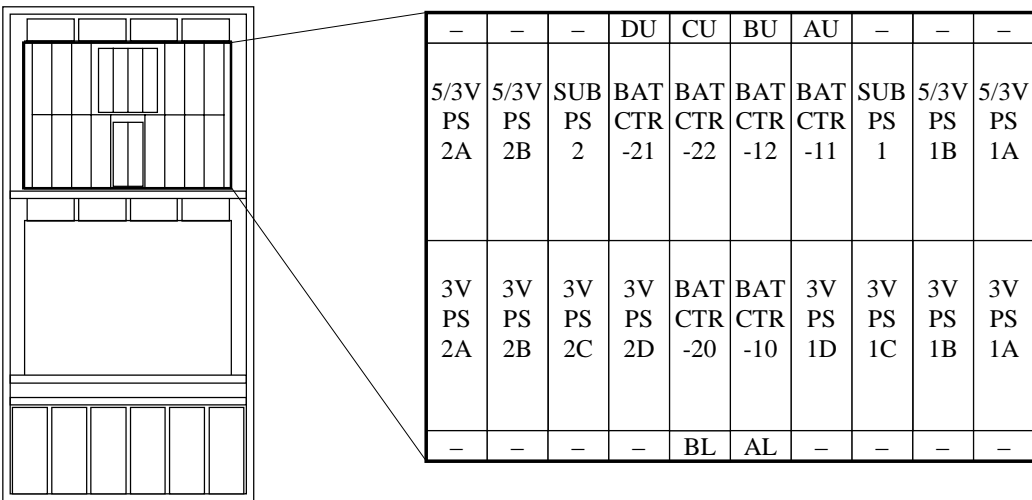 – – – DU CU BU AU – – –
5/3V 5/3V SUB BAT BAT BAT BAT SUB 5/3V 5/3V
PS PS PS CTR CTR CTR CTR PS PS PS
2A 2B 2 -21 -22 -12 -11 1 1B 1A
3V 3V 3V 3V BAT BAT 3V 3V 3V 3V
PS PS PS PS CTR CTR PS PS PS PS
2A 2B 2C 2D -20 -10 1D 1C 1B 1A
– – – – BL AL – – – –